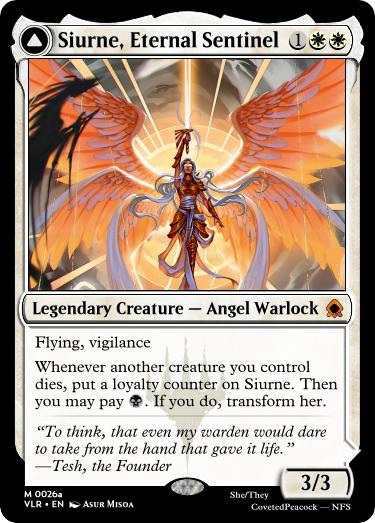 Siurne, Eternal Sentinel 1
Legendary Creature — Angel Warlock
Flying, vigilance
Whenever another creature you control
dies, put a loyalty counter on Siurne. Then
you may pay . If you do, transform her.
“To think, that even my warden would dare
to take from the hand that gave it life.”
—Tesh, the Founder
3/3
M 0026a
VLR • EN Asur Misoa
She/They
CovetedPeacock — NFS